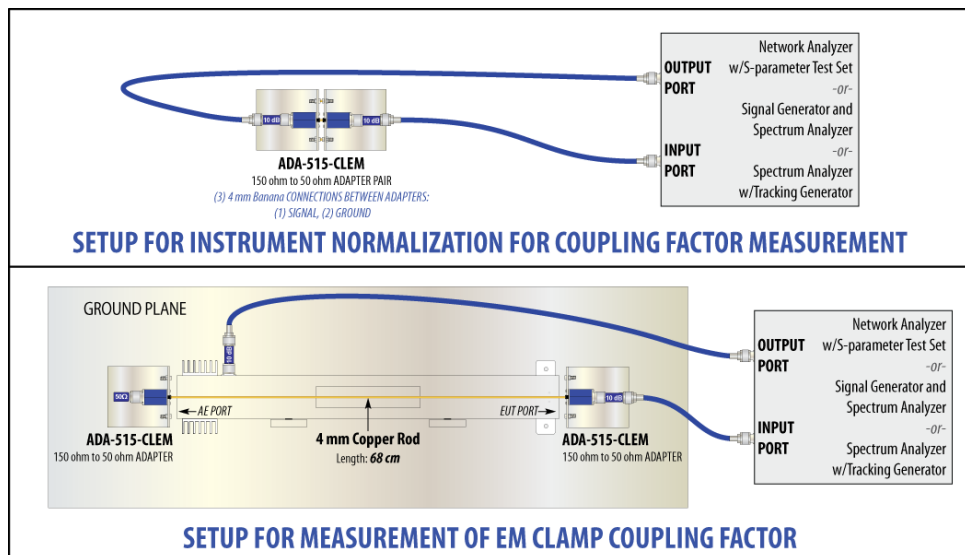 Network Analyzer
OUTPUT
PORT
w/S-parameter Test Set
-or-
Signal Generator and
Spectrum Analyzer
-or-
INPUT
PORT
Spectrum Analyzer
w/Tracking Generator
10 dB
10 dB
ADA-515-CLEM
150 ohm to 50 ohm ADAPTER PAIR
(3) 4 mm Banana CONNECTIONS BETWEEN ADAPTERS:
(1) SIGNAL, (2) GROUND
SETUP FOR INSTRUMENT NORMALIZATION FOR COUPLING FACTOR MEASUREMENT
GROUND PLANE
10 dB
Network Analyzer
OUTPUT
PORT
w/S-parameter Test Set
-or-
Signal Generator and
Spectrum Analyzer
-or-
INPUT
PORT
Spectrum Analyzer
w/Tracking Generator
50Ω
10 dB
AE PORT
EUT PORT
ADA-515-CLEM
150 ohm to 50 ohm ADAPTER
4 mm Copper Rod
Length: 68 cm
ADA-515-CLEM
150 ohm to 50 ohm ADAPTER
SETUP FOR MEASUREMENT OF EM CLAMP COUPLING FACTOR